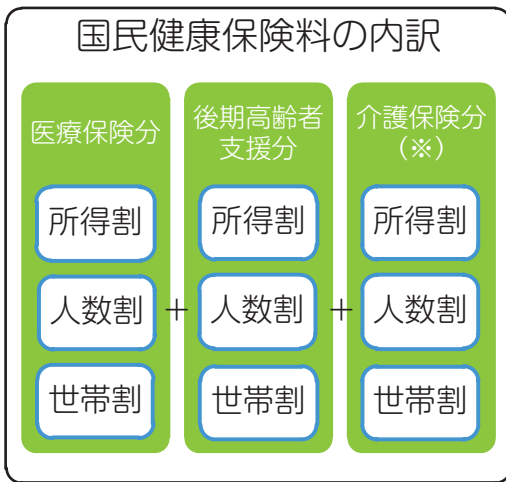 国民健康保険料の内訳
医療保険分
所得割
人数割
世帯割
+
後期高齢者
支援分
所得割
人数割
世帯割
+
介護保険分
（※）
所得割
人数割
世帯割